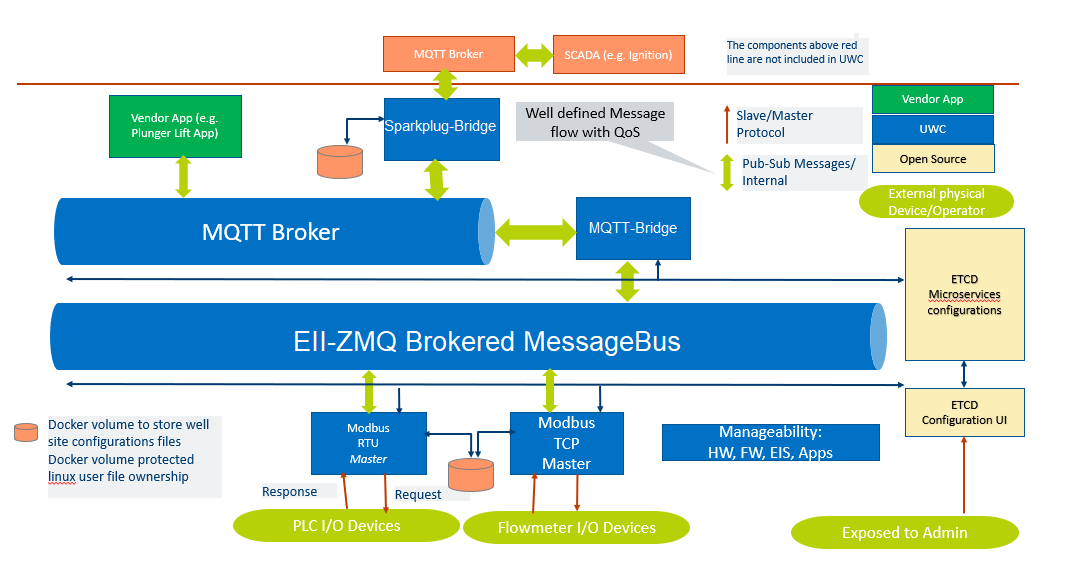 MQTT Broker
SCADA (e.g. Ignition)
The components above red
line are not included in UWC
Vendor App (e.g.
Plunger Lift App)
Sparkplug-Bridge
Well defined Message
flow with QoS
Slave/Master
Protocol
Pub-Sub Messages/
Internal
Vendor App
UWC
Open Source
External physical
Device/Operator
MQTT Broker
MQTT-Bridge
ETCD
Microservices
configurations
EII-ZMQ Brokered MessageBus
ETCD
Configuration UI
Docker volume to store well
site configurations files
Docker volume protected
linux user file ownership
Modbus
RTU
Master
Modbus
TCP
Master
Manageability:
HW, FW, EIS, Apps
Response
Request
PLC I/O Devices
Flowmeter I/O Devices
Exposed to Admin